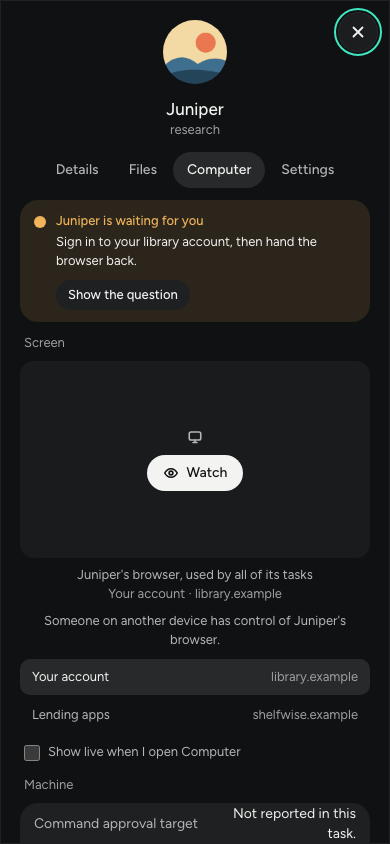 Juniper
research
Details Files Computer Settings
Juniper is waiting for you
Sign in to your library account, then hand the
browser back.
Show the question
Screen
Watch
Juniper's browser, used by all of its tasks
Your account · library.example
Someone on another device has control of Juniper's
browser.
Your account library.example
Lending apps shelfwise.example
Show live when I open Computer
Machine
Command approval target Not reported in this
task.